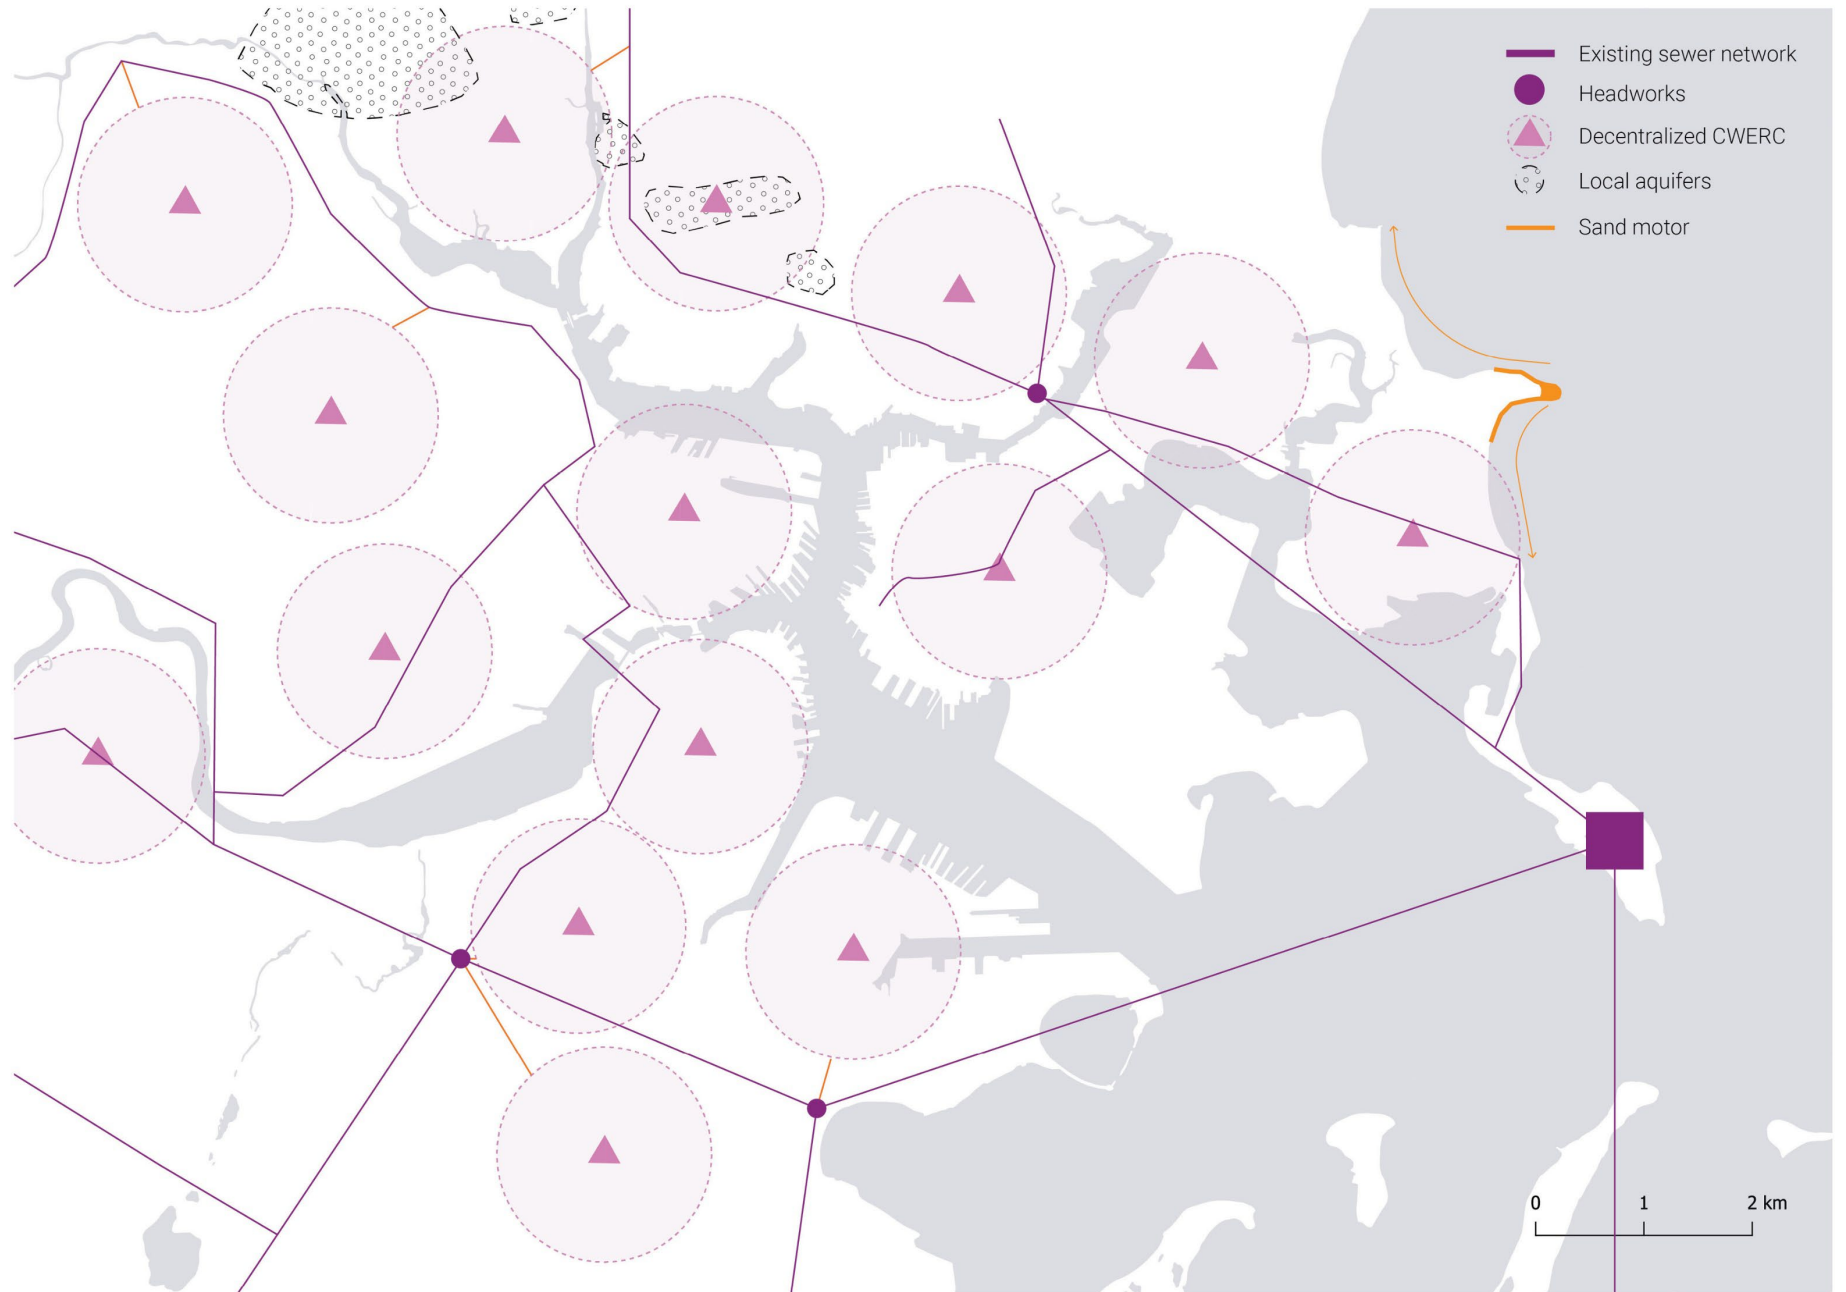 Existing sewer network
Headworks
Decentralized CWERC
Local aquifers
Sand motor
0 1 2 km